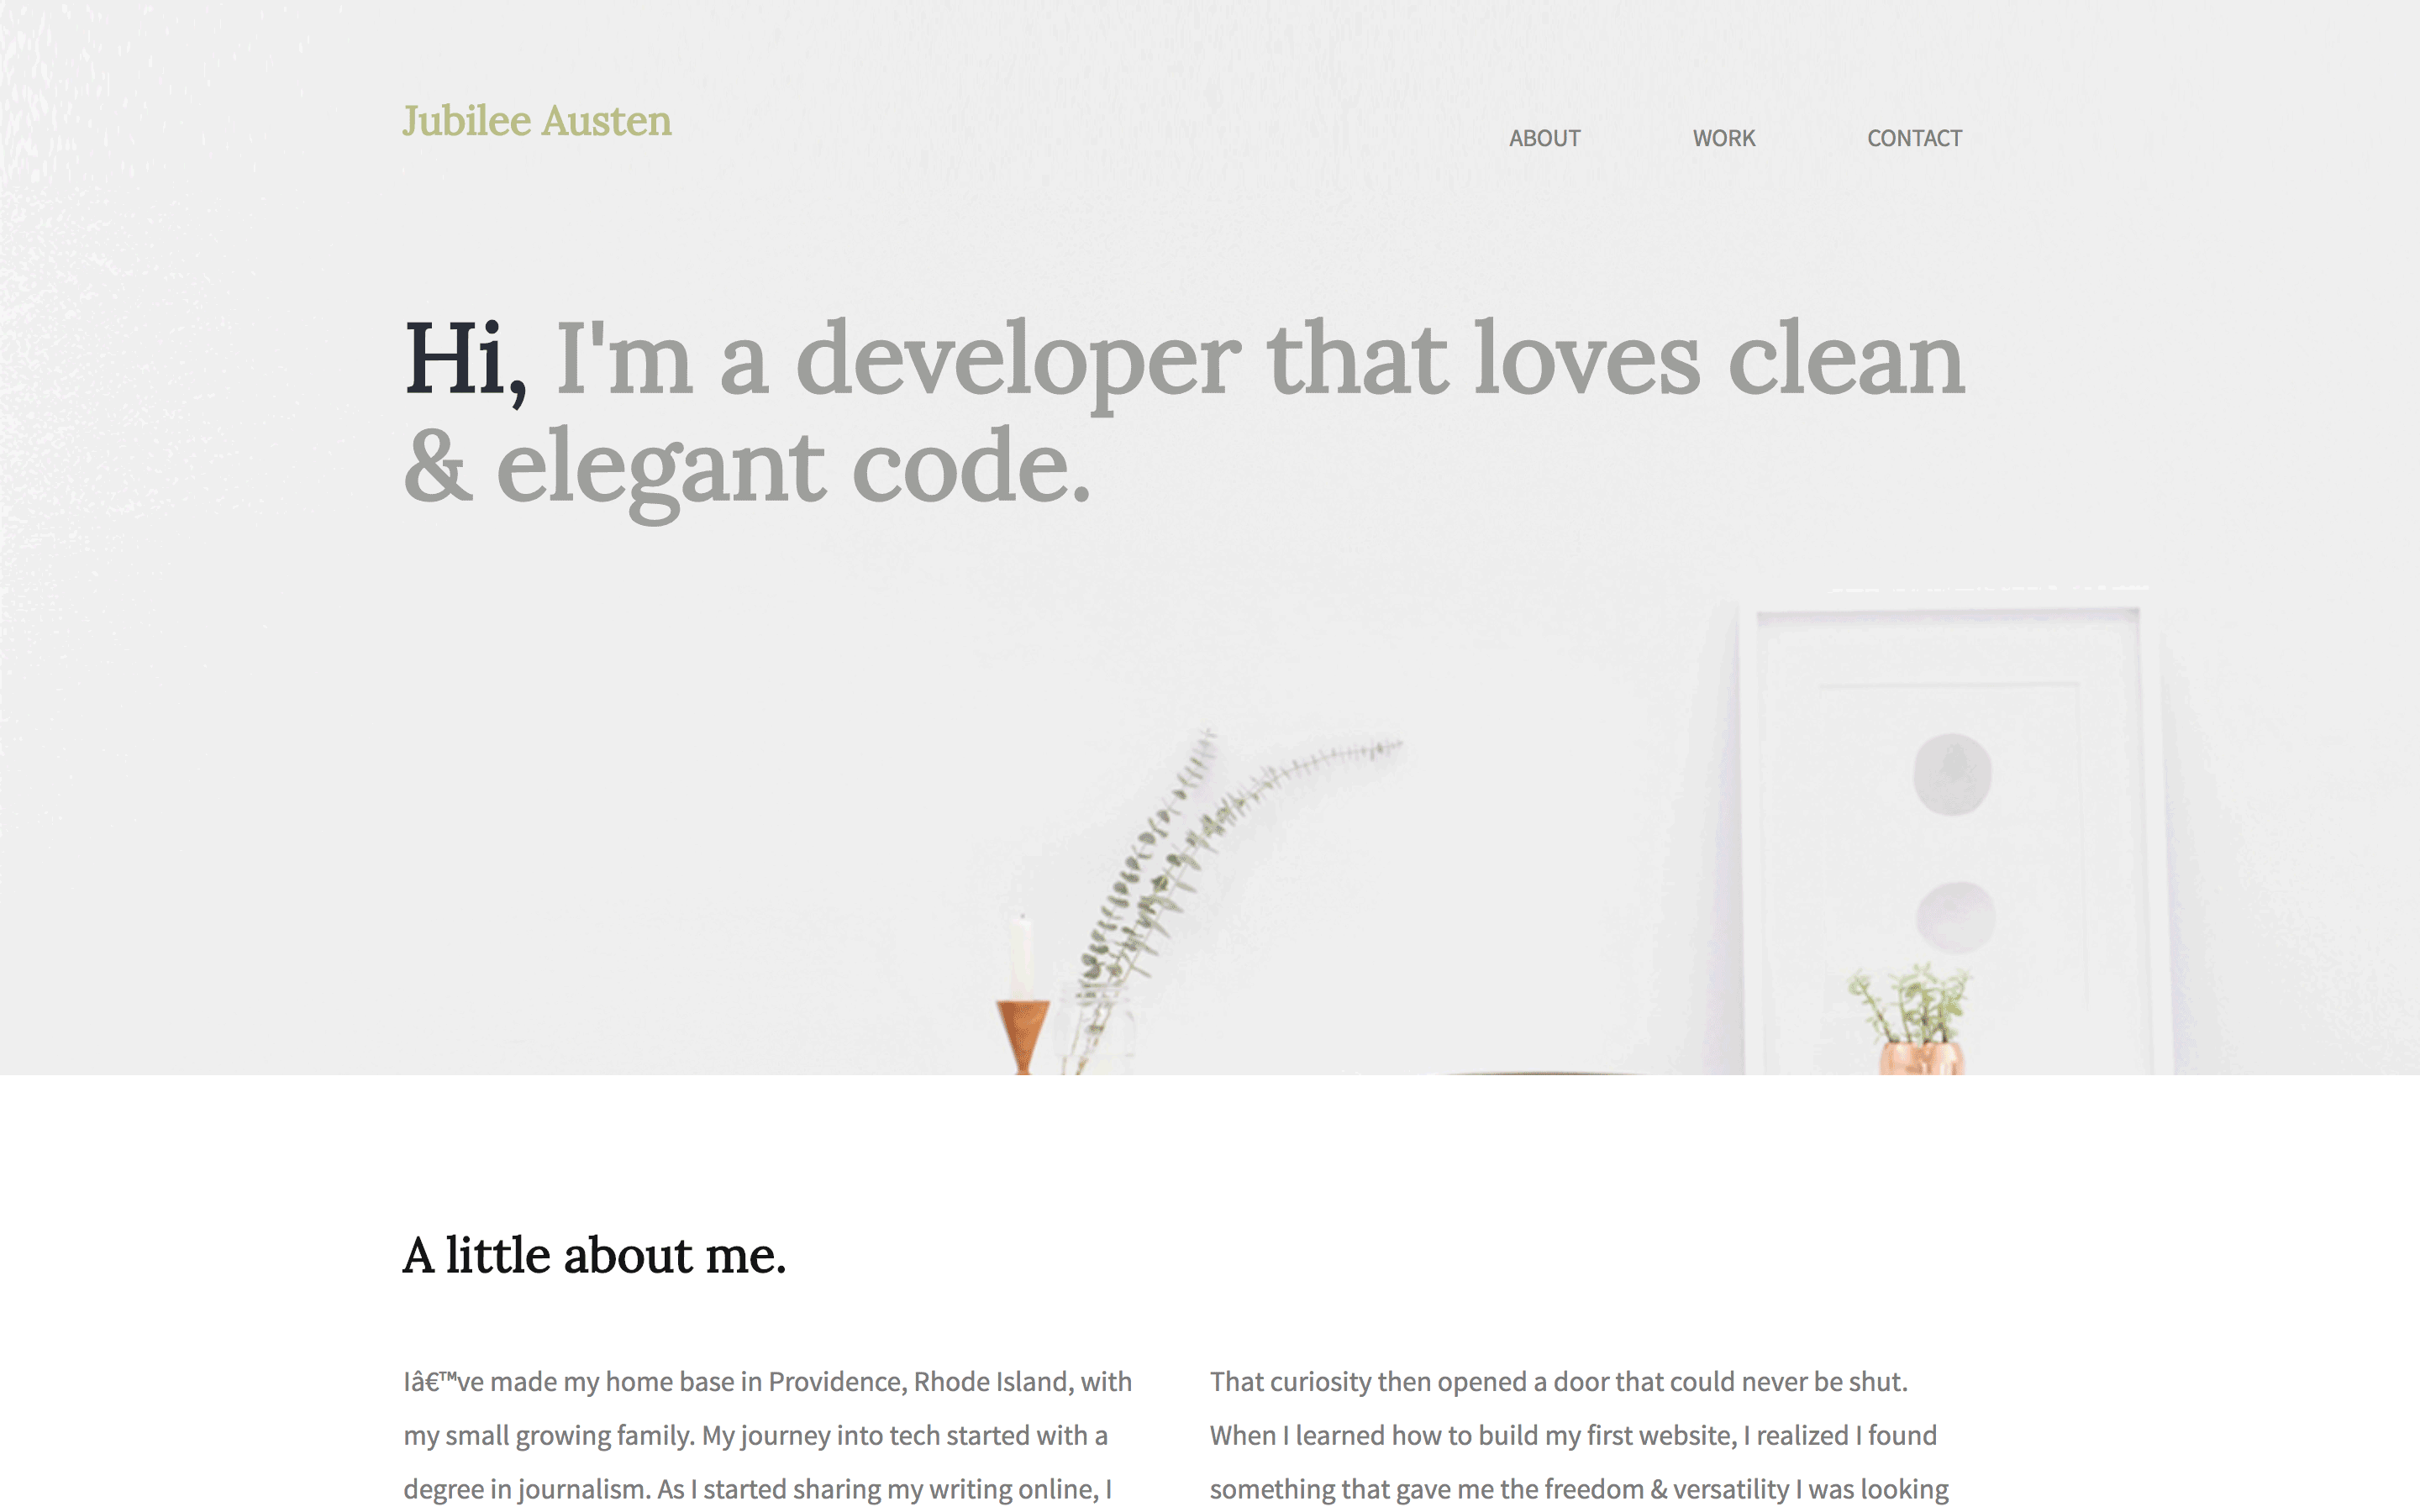 Jubilee Austen
ABOUT WORK CONTACT
Hi, I'm a developer that loves clean
& elegant code.
A little about me.
Iâ€™ve made my home base in Providence, Rhode Island, with
my small growing family. My journey into tech started with a
degree in journalism. As I started sharing my writing online, I
That curiosity then opened a door that could never be shut.
When I learned how to build my first website, I realized I found
something that gave me the freedom & versatility I was looking